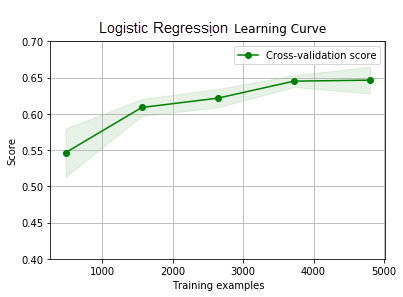 Logistic Regression Learning Curve
0.70
Cross-validation score
0.65
0.60
0.55
0.50
0.45
0.40
Score
1000 2000 3000 4000 5000
Training examples